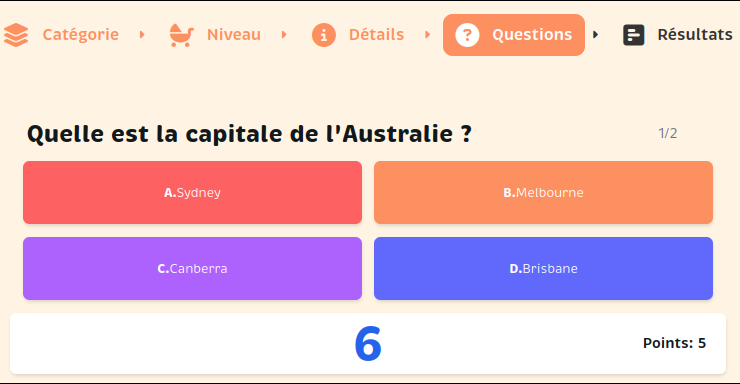 Catégorie Niveau Détails Questions Résultats
Quelle est la capitale de l'Australie ? 1/2
A.Sydney B.Melbourne
C.Canberra D.Brisbane
6 Points: 5